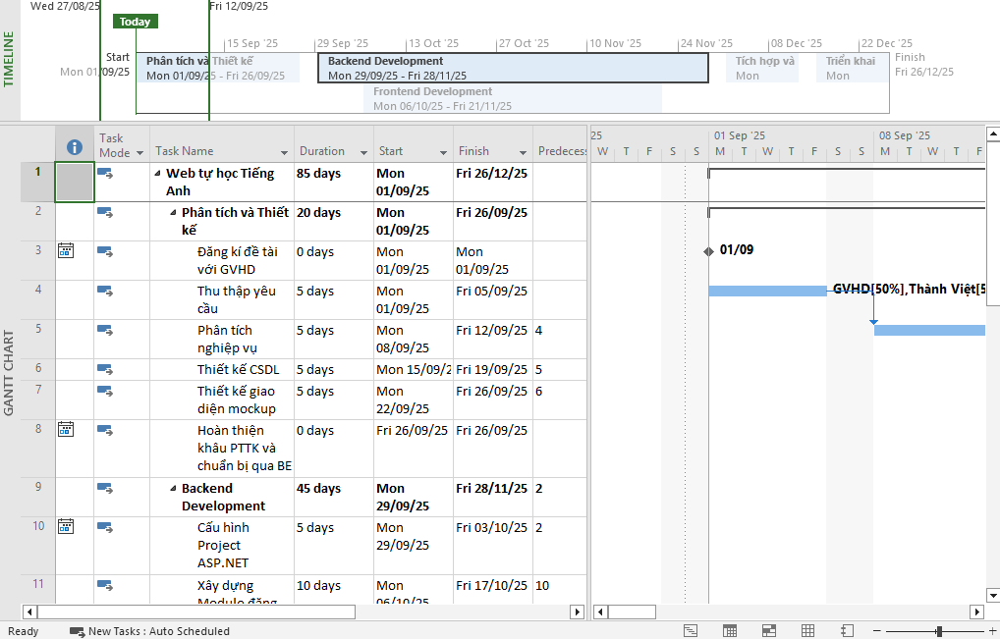 Wed 27/08/25
Fri 12/09/25
Today
15 Sep '25
29 Sep '25
13 Oct '25
27 Oct '25
10 Nov '25
24 Nov '25
08 Dec '25
22 Dec '25
TIMELINE
Start
Mon 01/09/25
Phân tích và Thiết kế
Mon 01/09/25 - Fri 26/09/25
Backend Development
Mon 29/09/25 - Fri 28/11/25
Tích hợp và
Mon
Triển khai
Mon
Finish
Fri 26/12/25
Frontend Development
Mon 06/10/25 - Fri 21/11/25
GANTT CHART
Task
Mode
Task Name
Duration
Start
Finish
Predecess
25
01 Sep '25
08 Sep '25
W T F S S M T W T F S S M T W T F
1 Web tự học Tiếng
Anh
85 days
Mon
01/09/25
Fri 26/12/25
2 Phân tích và Thiết
kế
20 days
Mon
01/09/25
Fri 26/09/25
3 Đăng kí đề tài
với GVHD
0 days
Mon
01/09/25
Mon
01/09/25
01/09
4 Thu thập yêu
cầu
5 days
Mon
01/09/25
Fri 05/09/25
GVHD[50%],Thành Việt[5
5 Phân tích
nghiệp vụ
5 days
Mon
08/09/25
Fri 12/09/25
4
6 Thiết kế CSDL
5 days
Mon 15/09/2
Fri 19/09/25
5
7 Thiết kế giao
diện mockup
5 days
Mon
22/09/25
Fri 26/09/25
6
8 Hoàn thiện
khâu PTTK và
chuẩn bị qua BE
0 days
Fri 26/09/25
Fri 26/09/25
9 Backend
Development
45 days
Mon
29/09/25
Fri 28/11/25
2
10 Cấu hình
Project
ASP.NET
5 days
Mon
29/09/25
Fri 03/10/25
2
11 Xây dựng
Module đăng
10 days
Mon
06/10/25
Fri 17/10/25
10
Ready
New Tasks : Auto Scheduled